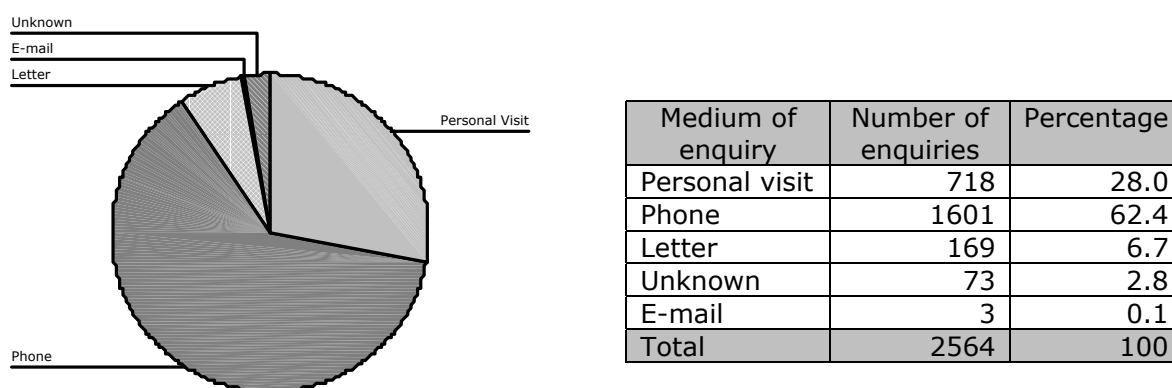 Unknown
E-mail
Letter
Personal Visit
Phone
Medium of enquiry Number of enquiries Percentage
Personal visit 718 28.0
Phone 1601 62.4
Letter 169 6.7
Unknown 73 2.8
E-mail 3 0.1
Total 2564 100